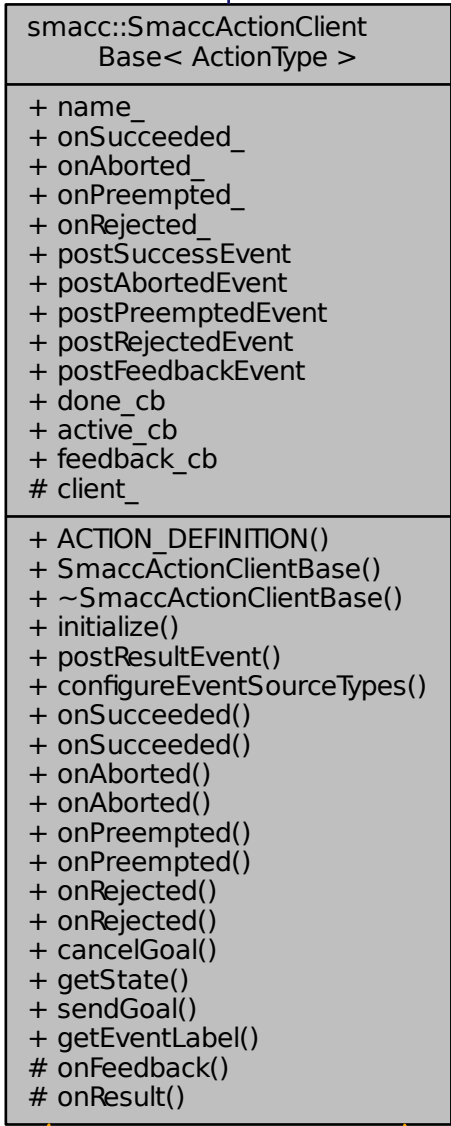 smacc::SmaccActionClient
Base< ActionType >
+ name_
+ onSucceeded_
+ onAborted_
+ onPreempted_
+ onRejected_
+ postSuccessEvent
+ postAbortedEvent
+ postPreemptedEvent
+ postRejectedEvent
+ postFeedbackEvent
+ done_cb
+ active_cb
+ feedback_cb
# client_
+ ACTION_DEFINITION()
+ SmaccActionClientBase()
+ ~SmaccActionClientBase()
+ initialize()
+ postResultEvent()
+ configureEventSourceTypes()
+ onSucceeded()
+ onSucceeded()
+ onAborted()
+ onAborted()
+ onPreempted()
+ onPreempted()
+ onRejected()
+ onRejected()
+ cancelGoal()
+ getState()
+ sendGoal()
+ getEventLabel()
# onFeedback()
# onResult()